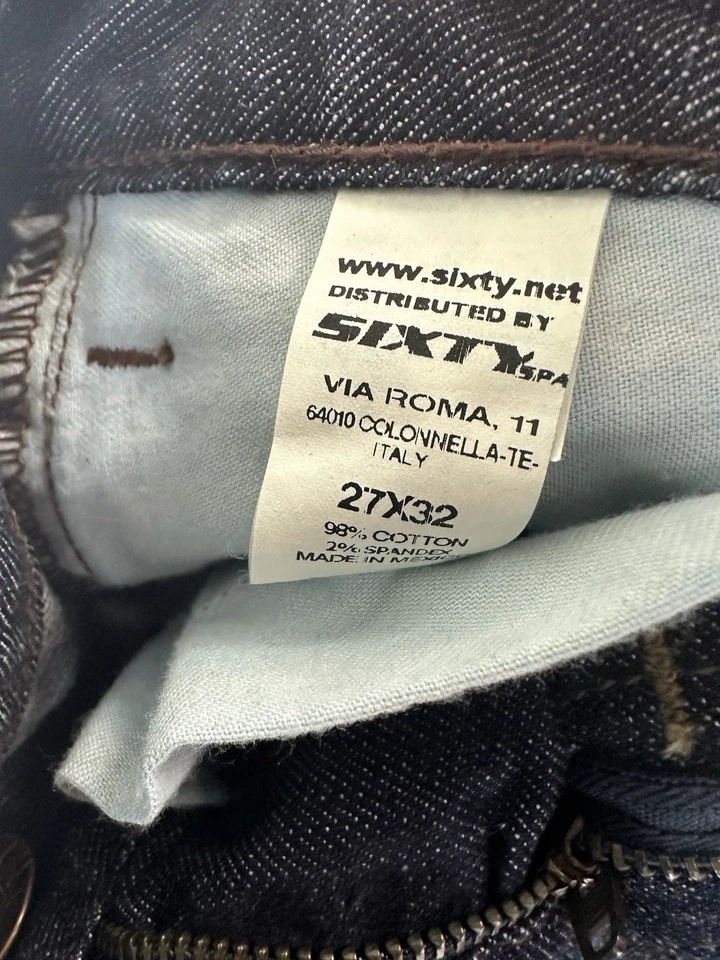 www.sixty.net
DISTRIBUTED BY
SIXTY SPA
VIA ROMA, 11
64010 COLONNELLA-TE-
ITALY
27X32
98% COTTON
2% SPANDEX
MADE IN MEXICO